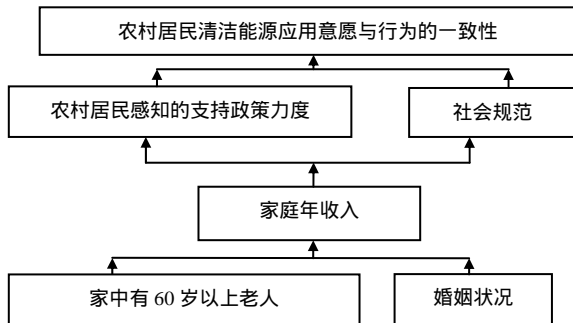 农村居民清洁能源应用意愿与行为的一致性
农村居民感知的支持政策力度
社会规范
家庭年收入
家中有 60 岁以上老人
婚姻状况